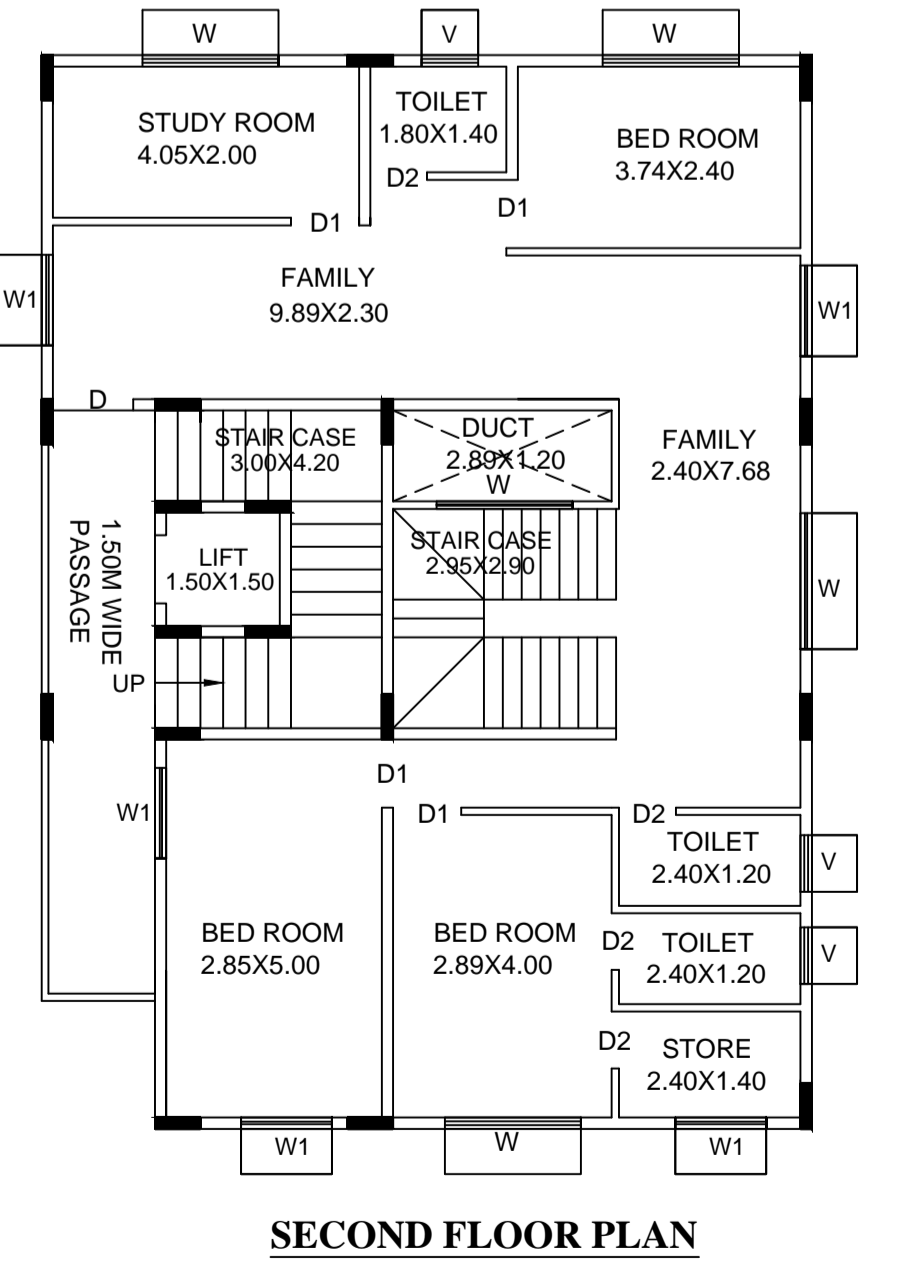 W
V
W
STUDY ROOM
4.05X2.00
TOILET
1.80X1.40
BED ROOM
3.74X2.40
D2
D1
D1
FAMILY
9.89X2.30
W1
W1
D
STAIR CASE
3.00X4.20
DUCT
2.89X1.20
W
FAMILY
2.40X7.68
1.50M WIDE
PASSAGE
LIFT
1.50X1.50
STAIR CASE
2.95X2.90
W
UP
D1
W1
D1
D2
TOILET
2.40X1.20
V
BED ROOM
2.85X5.00
BED ROOM
2.89X4.00
D2
TOILET
2.40X1.20
V
D2
STORE
2.40X1.40
W1
W
W1
SECOND FLOOR PLAN